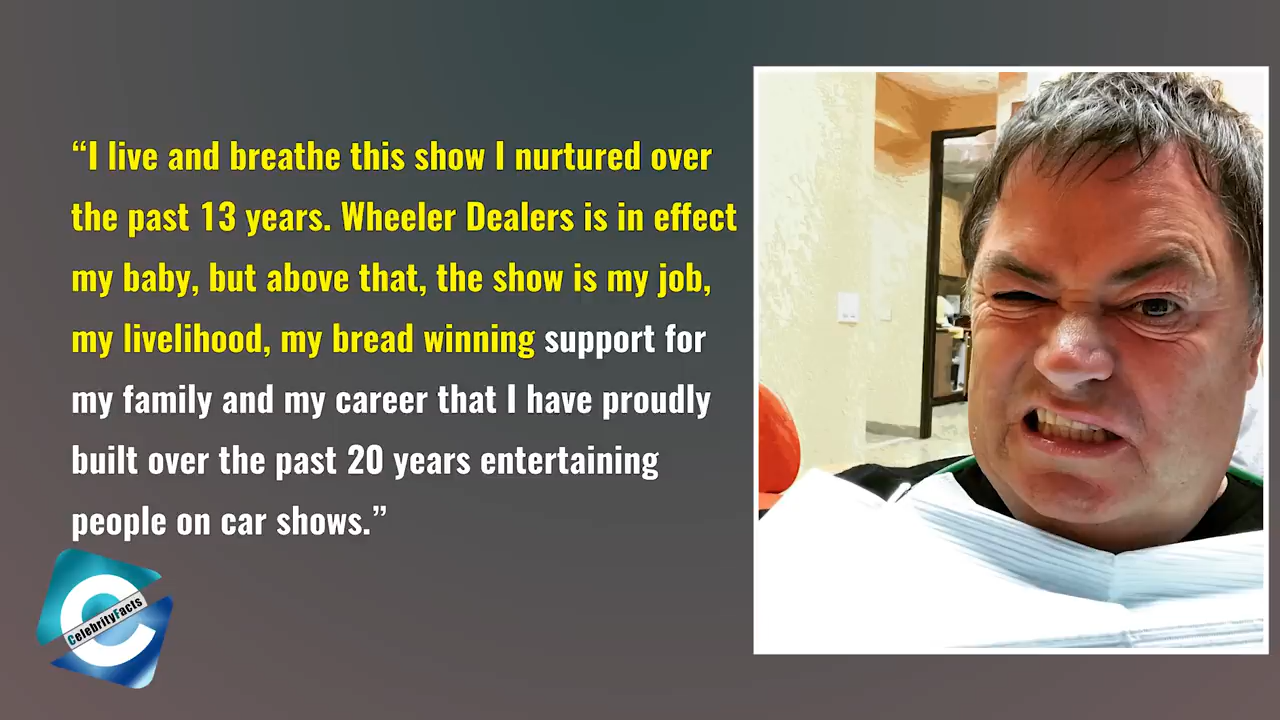 “I live and breathe this show I nurtured over
the past 13 years. Wheeler Dealers is in effect
my baby, but above that, the show is my job,
my livelihood, my bread winning support for
my family and my career that I have proudly
built over the past 20 years entertaining
people on car shows.”
CelebrityFacts